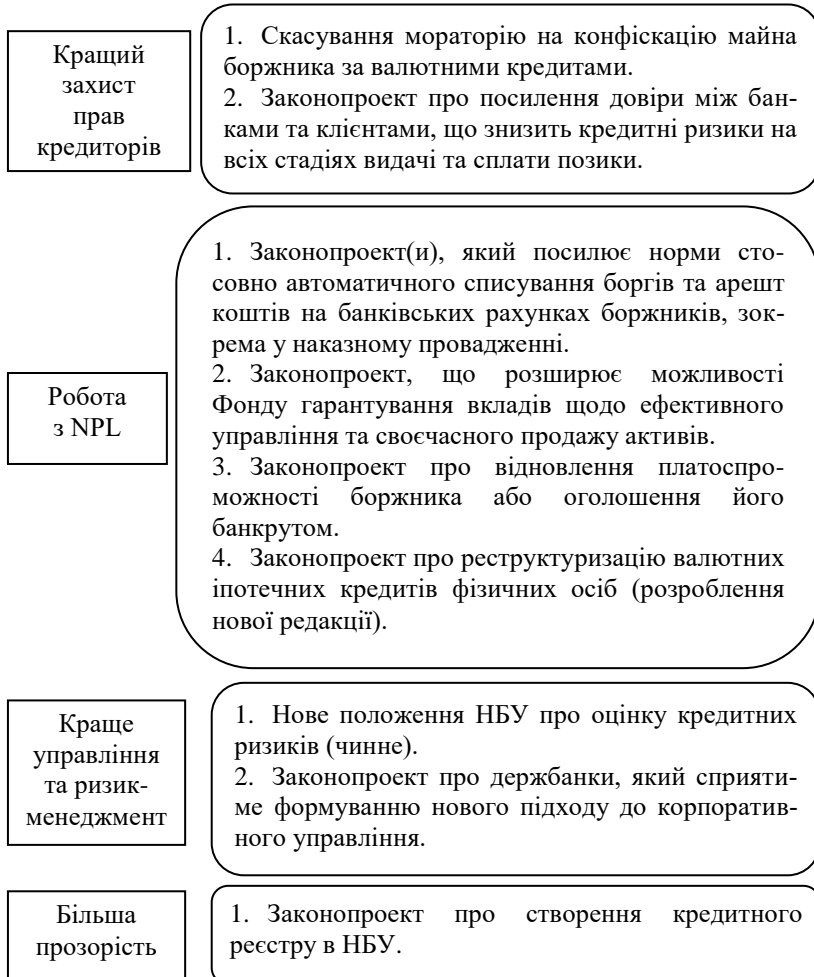 Кращий
захист
прав
кредиторів
1. Скасування мораторію на конфіскацію майна
боржника за валютними кредитами.
2. Законопроект про посилення довіри між бан-
ками та клієнтами, що знизить кредитні ризики на
всіх стадіях видачі та сплати позики.
Робота
з NPL
1. Законопроект(и), який посилює норми сто-
совно автоматичного списування боргів та арешт
коштів на банківських рахунках боржників, зок-
рема у наказному провадженні.
2. Законопроект, що розширює можливості
Фонду гарантування вкладів щодо ефективного
управління та своєчасного продажу активів.
3. Законопроект про відновлення платоспро-
можності боржника або оголошення його
банкрутом.
4. Законопроект про реструктуризацію валютних
іпотечних кредитів фізичних осіб (розроблення
нової редакції).
Краще
управління
та ризик-
менеджмент
1. Нове положення НБУ про оцінку кредитних
ризиків (чинне).
2. Законопроект про держбанки, який сприяти-
ме формуванню нового підходу до корпоратив-
ного управління.
Більша
прозорість
1. Законопроект про створення кредитного
реєстру в НБУ.